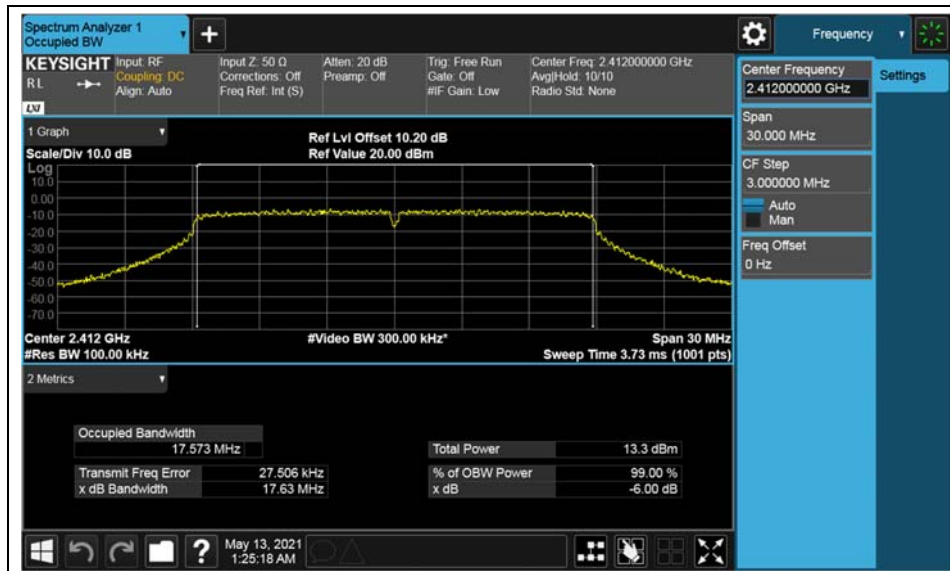 Spectrum Analyzer 1
Occupied BW
+
Frequency
KEYSIGHT
R L
LXI
Input: RF
Coupling: DC
Align: Auto
Input Z: 50 Ω
Corrections: Off
Freq Ref: Int (S)
Atten: 20 dB
Preamp: Off
Trig: Free Run
Gate: Off
#IF Gain: Low
Center Freq: 2.412000000 GHz
Avg|Hold: 10/10
Radio Std: None
Center Frequency
2.412000000 GHz
Settings
Span
30.000 MHz
CF Step
3.000000 MHz
Auto
Man
Freq Offset
0 Hz
1 Graph
Scale/Div 10.0 dB
Ref Lvl Offset 10.20 dB
Ref Value 20.00 dBm
Log
10.0
0.00
-10.0
-20.0
-30.0
-40.0
-50.0
-60.0
-70.0
Center 2.412 GHz
#Video BW 300.00 kHz*
Span 30 MHz
#Res BW 100.00 kHz
Sweep Time 3.73 ms (1001 pts)
2 Metrics
Occupied Bandwidth
17.573 MHz
Total Power 13.3 dBm
Transmit Freq Error 27.506 kHz
% of OBW Power 99.00 %
x dB Bandwidth 17.63 MHz
x dB -6.00 dB
?
May 13, 2021
1:25:18 AM